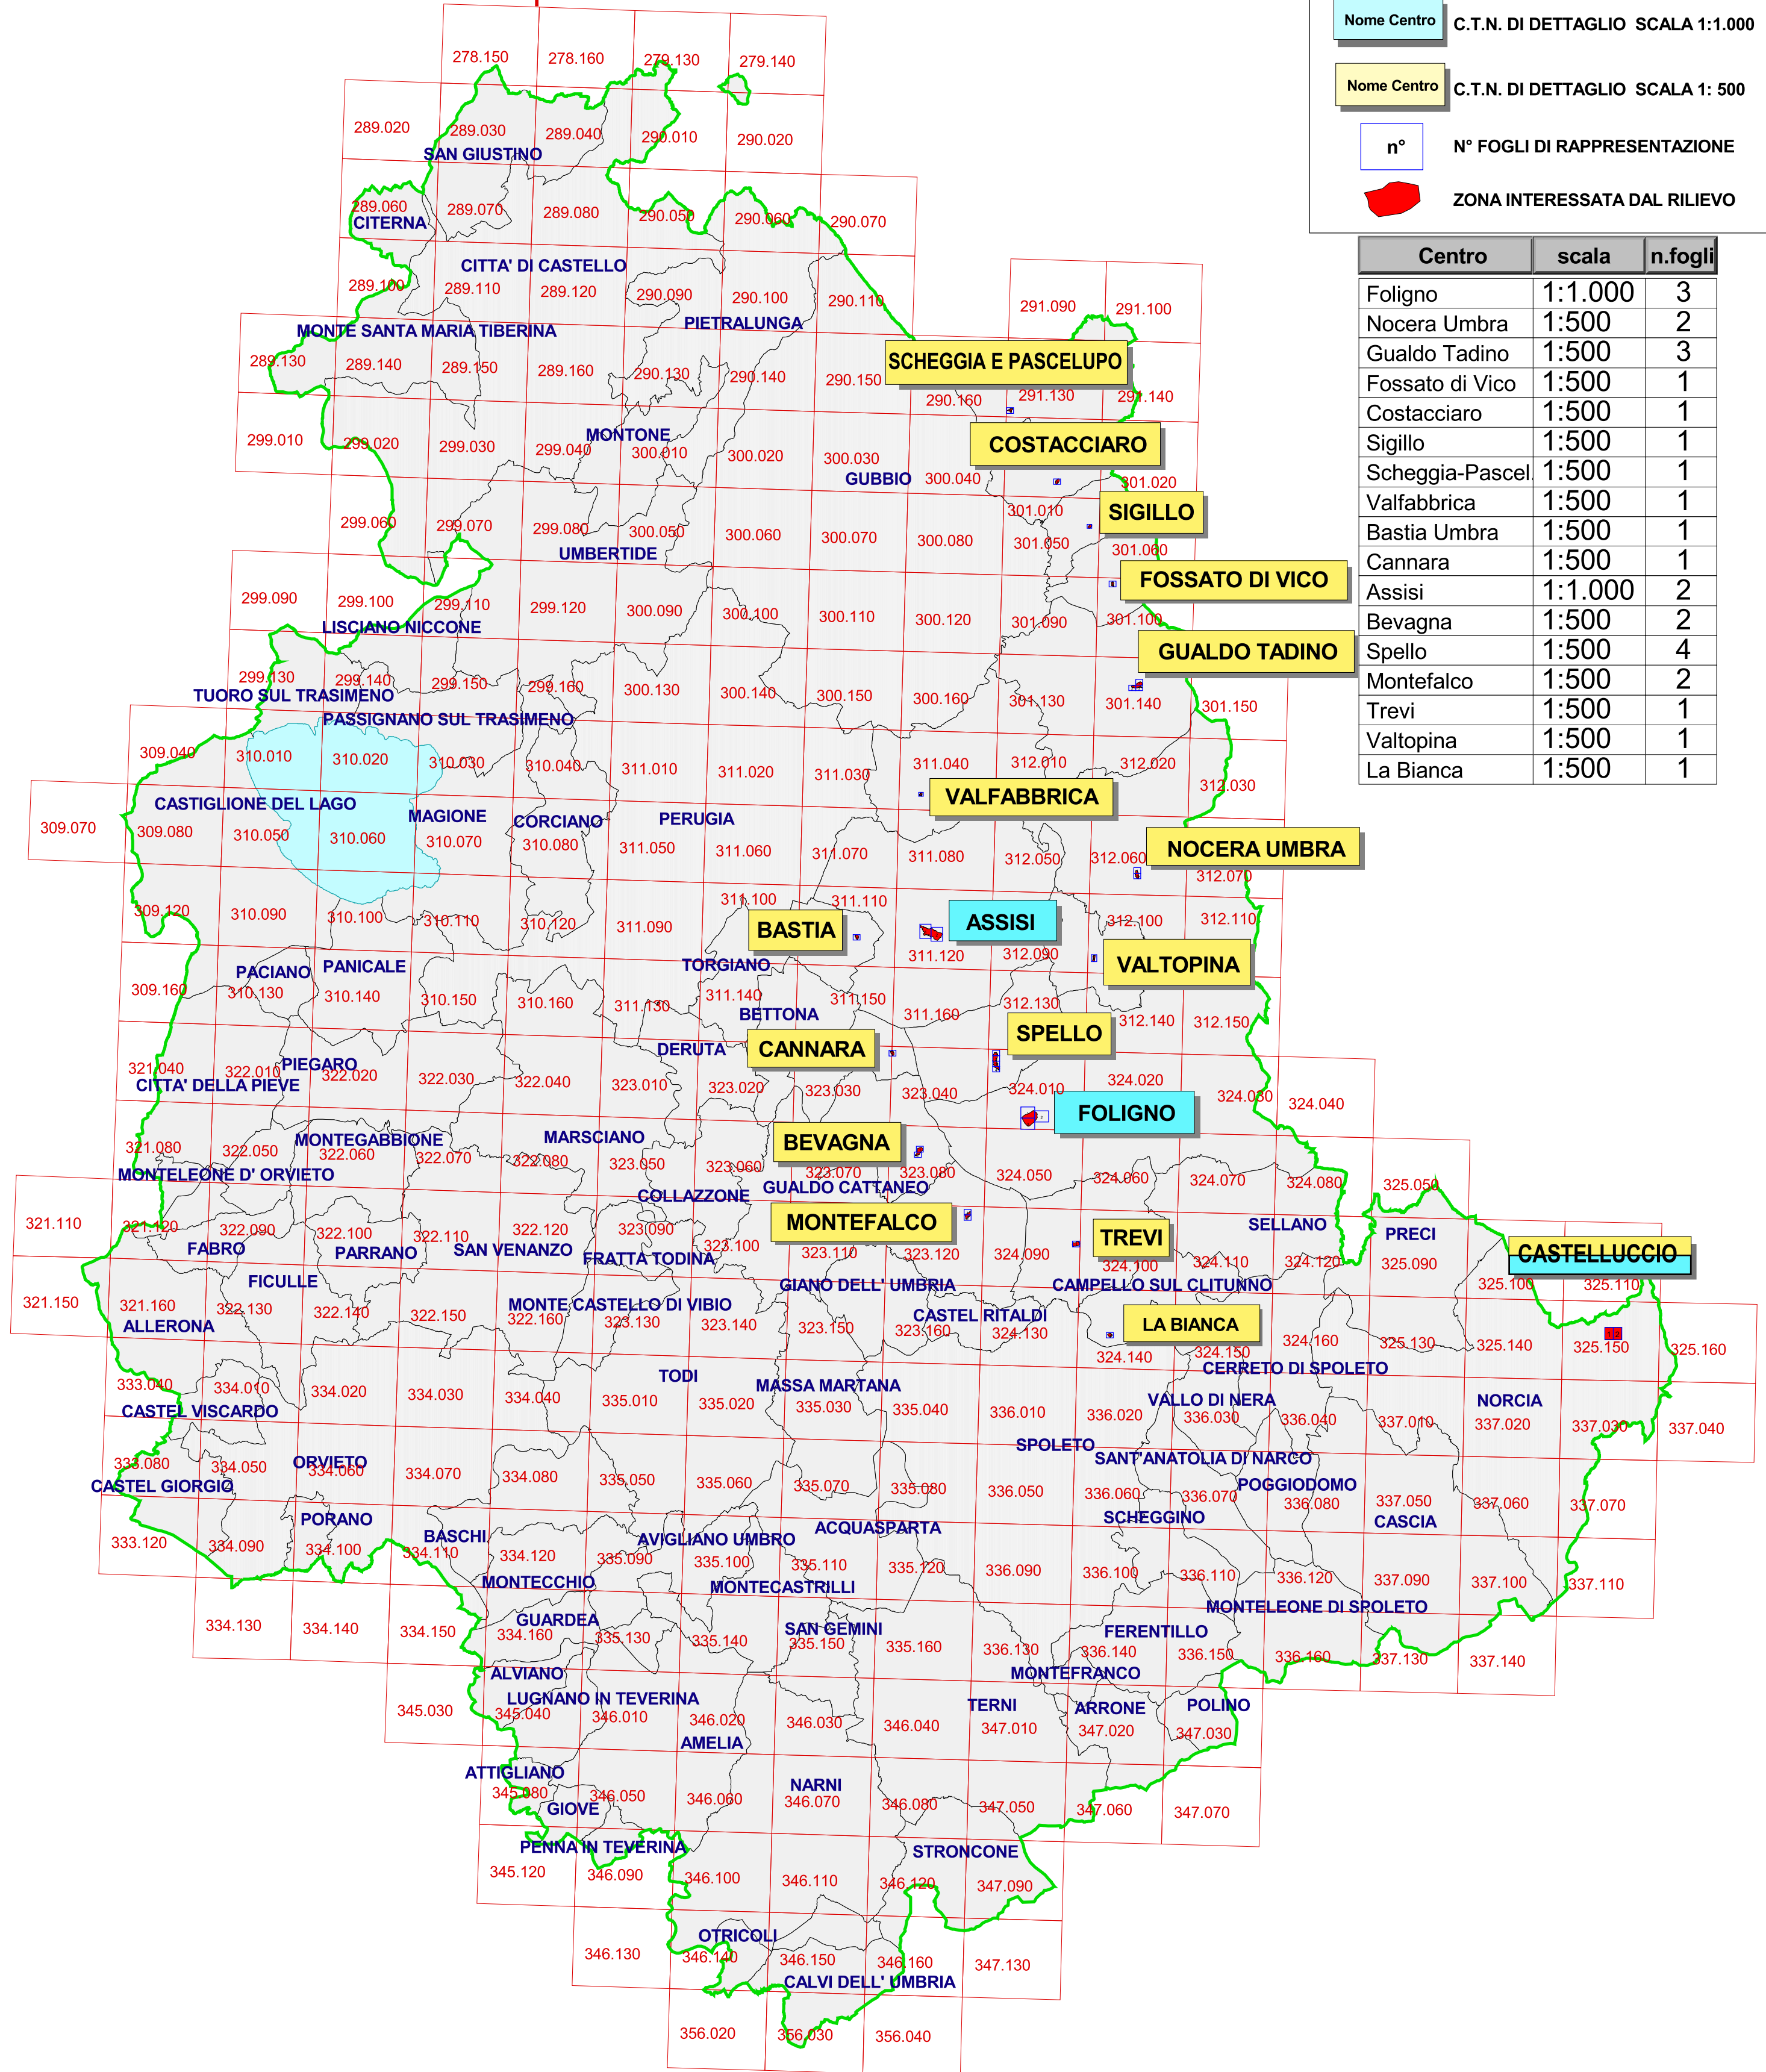 Nome Centro C.T.N. DI DETTAGLIO SCALA 1:1.000
Nome Centro C.T.N. DI DETTAGLIO SCALA 1: 500
n° N° FOGLI DI RAPPRESENTAZIONE
ZONA INTERESSATA DAL RILIEVO
Centro scala n.fogli
Foligno 1:1.000 3
Nocera Umbra 1:500 2
Gualdo Tadino 1:500 3
Fossato di Vico 1:500 1
Costacciaro 1:500 1
Sigillo 1:500 1
Scheggia-Pascel. 1:500 1
Valfabbrica 1:500 1
Bastia Umbra 1:500 1
Cannara 1:500 1
Assisi 1:1.000 2
Bevagna 1:500 2
Spello 1:500 4
Montefalco 1:500 2
Trevi 1:500 1
Valtopina 1:500 1
La Bianca 1:500 1
278.150 278.160 279.130 279.140
289.020 289.030 289.040 290.010 290.020
SAN GIUSTINO
289.060 289.070 289.080 290.050 290.060 290.070
CITERNA
CITTA' DI CASTELLO
289.100 289.110 289.120 290.090 290.100 290.110 291.090 291.100
MONTE SANTA MARIA TIBERINA PIETRALUNGA
SCHEGGIA E PASCELUPO
289.130 289.140 289.150 289.160 290.130 290.140 290.150 290.160 291.130 291.140
MONTONE COSTACCIARO
299.010 299.020 299.030 299.040 300.010 300.020 300.030 300.040 301.010 301.020
GUBBIO
SIGILLO
299.060 299.070 299.080 300.050 300.060 300.070 300.080 301.050 301.060
UMBERTIDE
FOSSATO DI VICO
299.090 299.100 299.110 299.120 300.090 300.100 300.110 300.120 301.090 301.100
LISCIANO NICCONE
GUALDO TADINO
299.130 299.140 299.150 299.160 300.130 300.140 300.150 300.160 301.130 301.140 301.150
TUORO SUL TRASIMENO
PASSIGNANO SUL TRASIMENO
309.040 310.010 310.020 310.030 310.040 311.010 311.020 311.030 311.040 312.010 312.020 312.030
VALFABBRICA
CASTIGLIONE DEL LAGO MAGIONE CORCIANO PERUGIA
309.070 309.080 310.050 310.060 310.070 310.080 311.050 311.060 311.070 311.080 312.050 312.060 312.070
NOCERA UMBRA
309.120 310.090 310.100 310.110 310.120 311.090 311.100 311.110 311.120 312.090 312.100 312.110
BASTIA ASSISI
VALTOPINA
PACIANO PANICALE TORGIANO
309.160 310.130 310.140 310.150 310.160 311.130 311.140 311.150 311.160 312.130 312.140 312.150
BETTONA
SPELLO
PIEGARO DERUTA CANNARA
321.040 322.010 322.020 322.030 322.040 323.010 323.020 323.030 323.040 324.010 324.020 324.030 324.040
CITTA' DELLA PIEVE
FOLIGNO
MONTEGABBIONE MARSCIANO BEVAGNA
321.080 322.050 322.060 322.070 322.080 323.050 323.060 323.070 323.080 324.050 324.060 324.070 324.080 325.050
MONTELEONE D' ORVIETO GUALDO CATTANEO
COLLAZZONE
MONTEFALCO TREVI SELLANO PRECI
321.110 321.120 322.090 322.100 322.110 322.120 323.090 323.100 323.110 323.120 324.090 324.100 324.110 324.120 325.090 325.100 325.110
FABRO PARRANO SAN VENANZO FRATTA TODINA CASTELLUCCIO
FICULLE GIANO DELL' UMBRIA CAMPELLO SUL CLITUNNO
321.150 321.160 322.130 322.140 322.150 322.160 323.130 323.140 323.150 323.160 324.130 324.140 324.150 324.160 325.130 325.140 325.150 325.160
ALLERONA MONTE CASTELLO DI VIBIO CASTEL RITALDI LA BIANCA
CERRETO DI SPOLETO
TODI MASSA MARTANA
333.040 334.010 334.020 334.030 334.040 335.010 335.020 335.030 335.040 336.010 336.020 336.030 336.040 337.010 337.020 337.030 337.040
CASTEL VISCARDO VALLO DI NERA NORCIA
SPOLETO
ORVIETO SANT'ANATOLIA DI NARCO
333.080 334.050 334.060 334.070 334.080 335.050 335.060 335.070 335.080 336.050 336.060 336.070 336.080 337.050 337.060 337.070
CASTEL GIORGIO POGGIODOMO
PORANO SCHEGGINO CASCIA
BASCHI AVIGLIANO UMBRO ACQUASPARTA
333.120 334.090 334.100 334.110 334.120 335.090 335.100 335.110 335.120 336.090 336.100 336.110 336.120 337.090 337.100 337.110
MONTECCHIO MONTECASTRILLI MONTELEONE DI SPOLETO
GUARDEA SAN GEMINI FERENTILLO
334.130 334.140 334.150 334.160 335.130 335.140 335.150 335.160 336.130 336.140 336.150 336.160 337.130 337.140
ALVIANO MONTEFRANCO
LUGNANO IN TEVERINA TERNI ARRONE POLINO
345.030 345.040 346.010 346.020 346.030 346.040 347.010 347.020 347.030
AMELIA
ATTIGLIANO NARNI
345.080 346.050 346.060 346.070 346.080 347.050 347.060 347.070
GIOVE
PENNA IN TEVERINA STRONCONE
345.120 346.090 346.100 346.110 346.120 347.090
OTRICOLI
346.130 346.140 346.150 346.160 347.130
CALVI DELL' UMBRIA
356.020 356.030 356.040